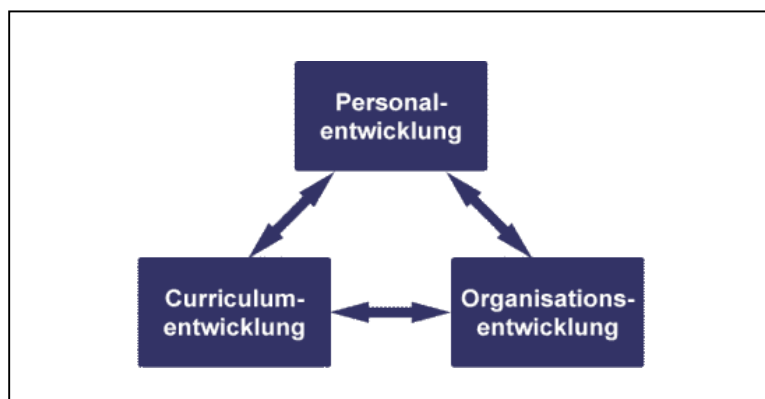 Personal-
entwicklung
Curriculum-
entwicklung
Organisations-
entwicklung